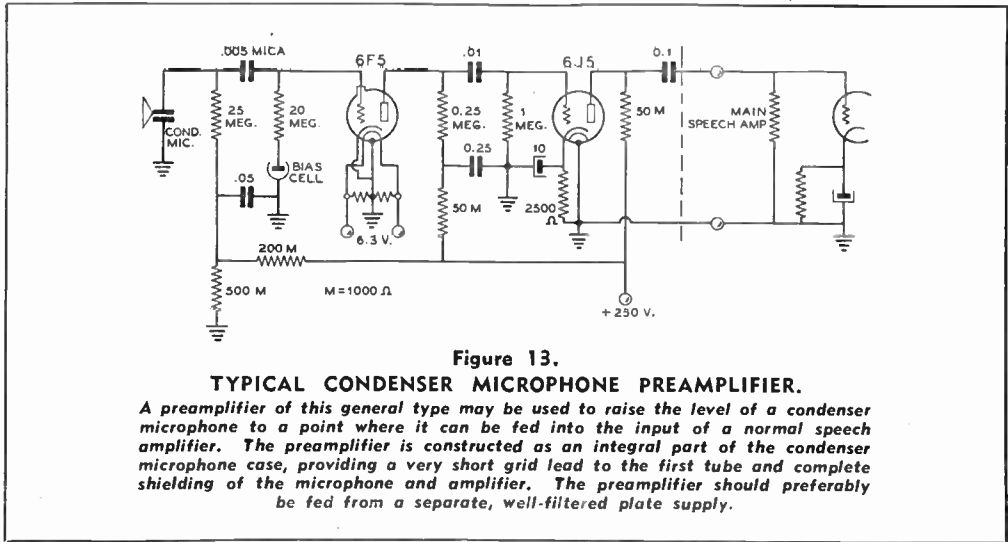 .005 MICA
6F5
.01
6J5
0.1
COND.
MIC.
25
MEG.
20
MEG.
BIAS
CELL
.05
6.3 V.
0.25
MEG.
1
MEG.
0.25
10
50 M
2500
Ω
50 M
MAIN
SPEECH AMP
200 M
500 M
M=1000 Ω
+250 V.
Figure 13.
TYPICAL CONDENSER MICROPHONE PREAMPLIFIER.
A preamplifier of this general type may be used to raise the level of a condenser
microphone to a point where it can be fed into the input of a normal speech
amplifier. The preamplifier is constructed as an integral part of the condenser
microphone case, providing a very short grid lead to the first tube and complete
shielding of the microphone and amplifier. The preamplifier should preferably
be fed from a separate, well-filtered plate supply.